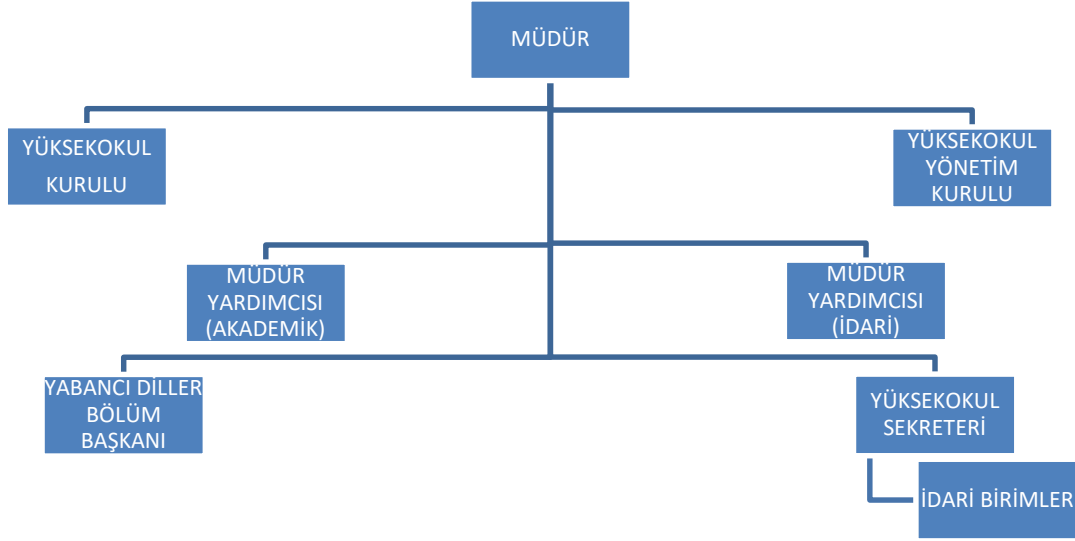 MÜDÜR
YÜKSEKOKUL
KURULU
YÜKSEKOKUL
YÖNETİM
KURULU
MÜDÜR
YARDIMCISI
(AKADEMİK)
MÜDÜR
YARDIMCISI
(İDARİ)
YABANCI DİLLER
BÖLÜM
BAŞKANI
YÜKSEKOKUL
SEKRETERİ
İDARİ BİRİMLER